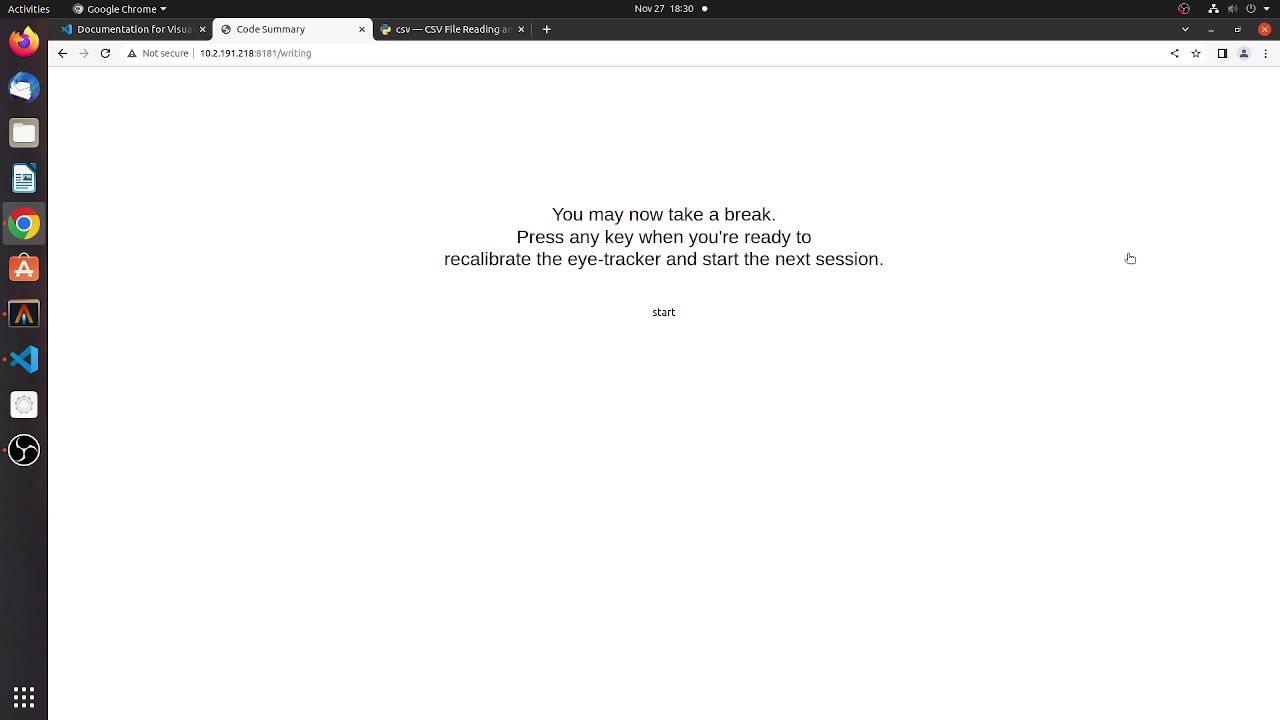 Activities
Google Chrome
Nov 27 18:30
Documentation for Visua
Code Summary
csv — CSV File Reading an
Not secure
10.2.191.218:8181/writing
You may now take a break.
Press any key when you're ready to
recalibrate the eye-tracker and start the next session.
start